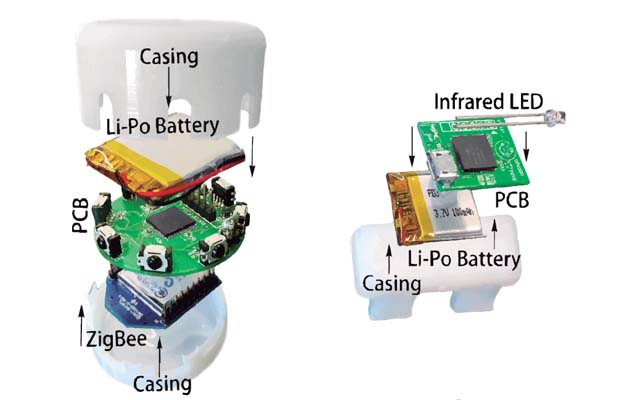 Casing
Li-Po Battery
PCB
ZigBee
Casing
Infrared LED
PCB
3.7V 100mAh
Li-Po Battery
Casing